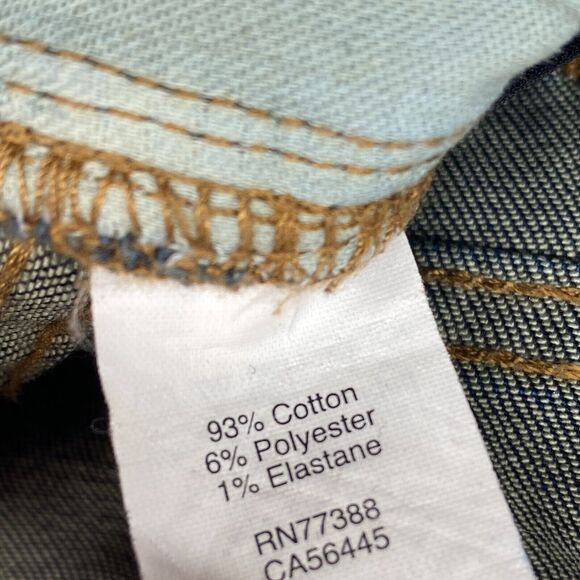 93% Cotton
6% Polyester
1% Elastane
RN77388
CA56445